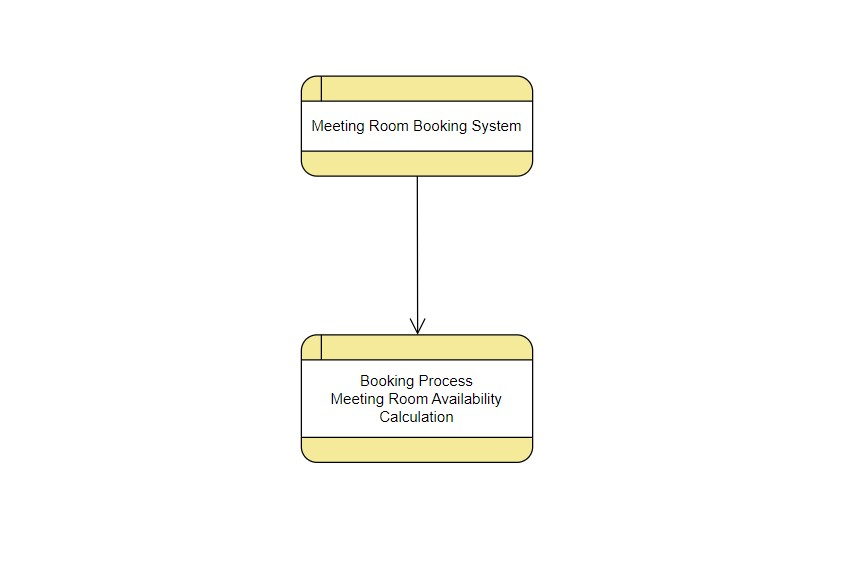 Meeting Room Booking System
Booking Process
Meeting Room Availability
Calculation